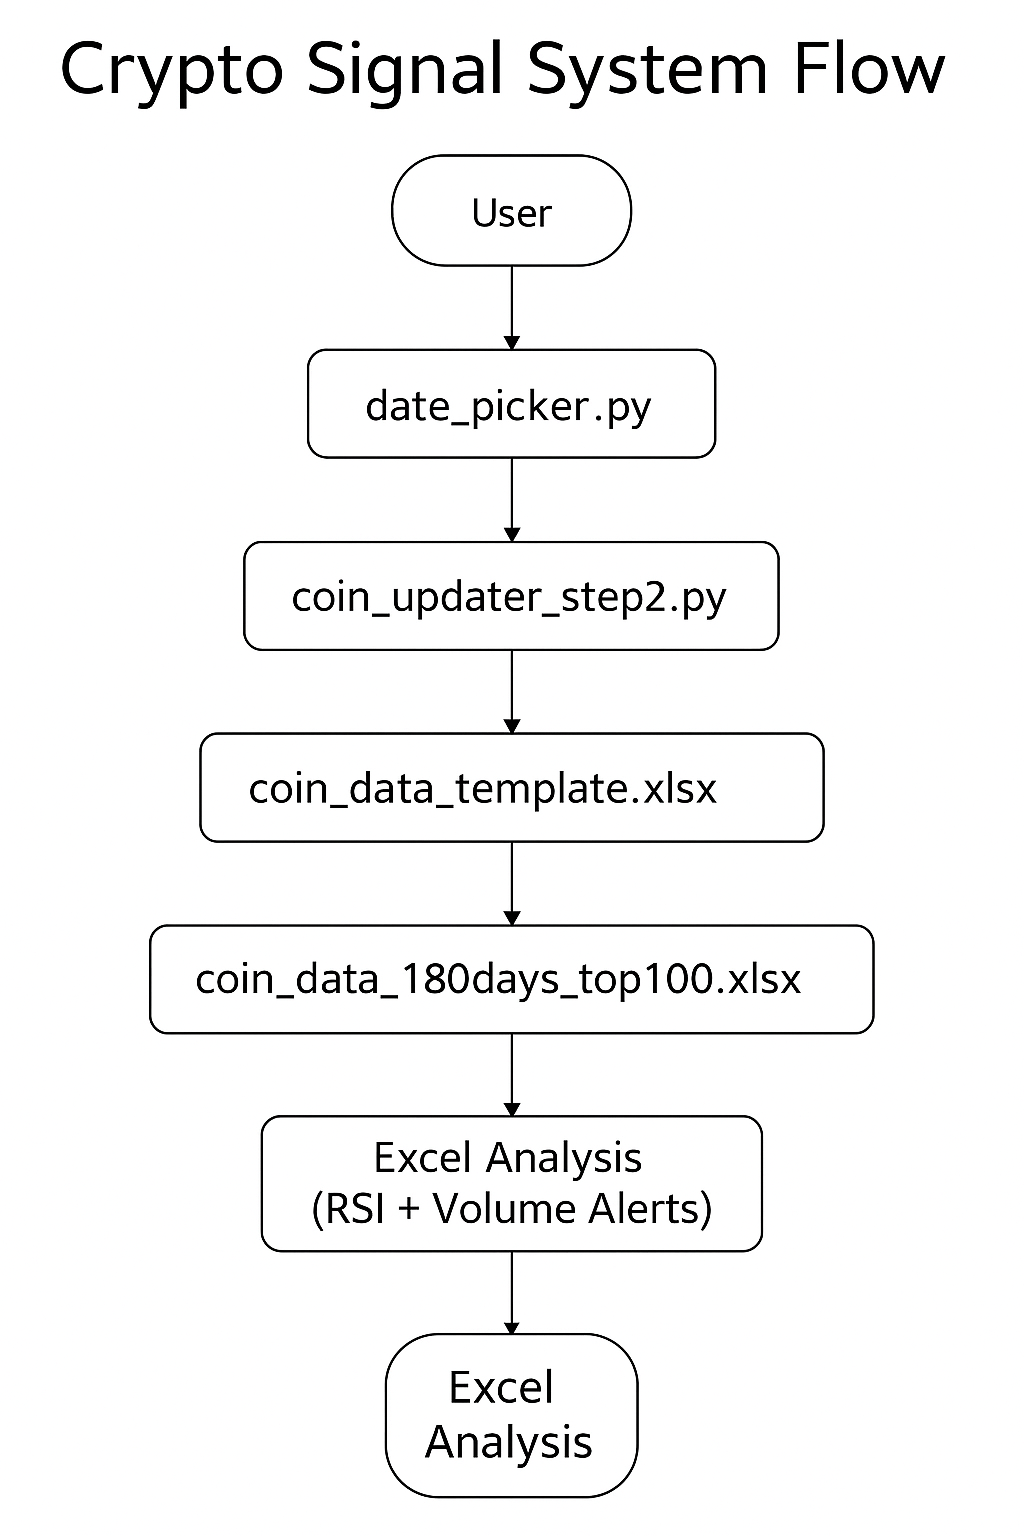 Crypto Signal System Flow
User
date_picker.py
coin_updater_step2.py
coin_data_template.xlsx
coin_data_180days_top100.xlsx
Excel Analysis
(RSI + Volume Alerts)
Excel
Analysis